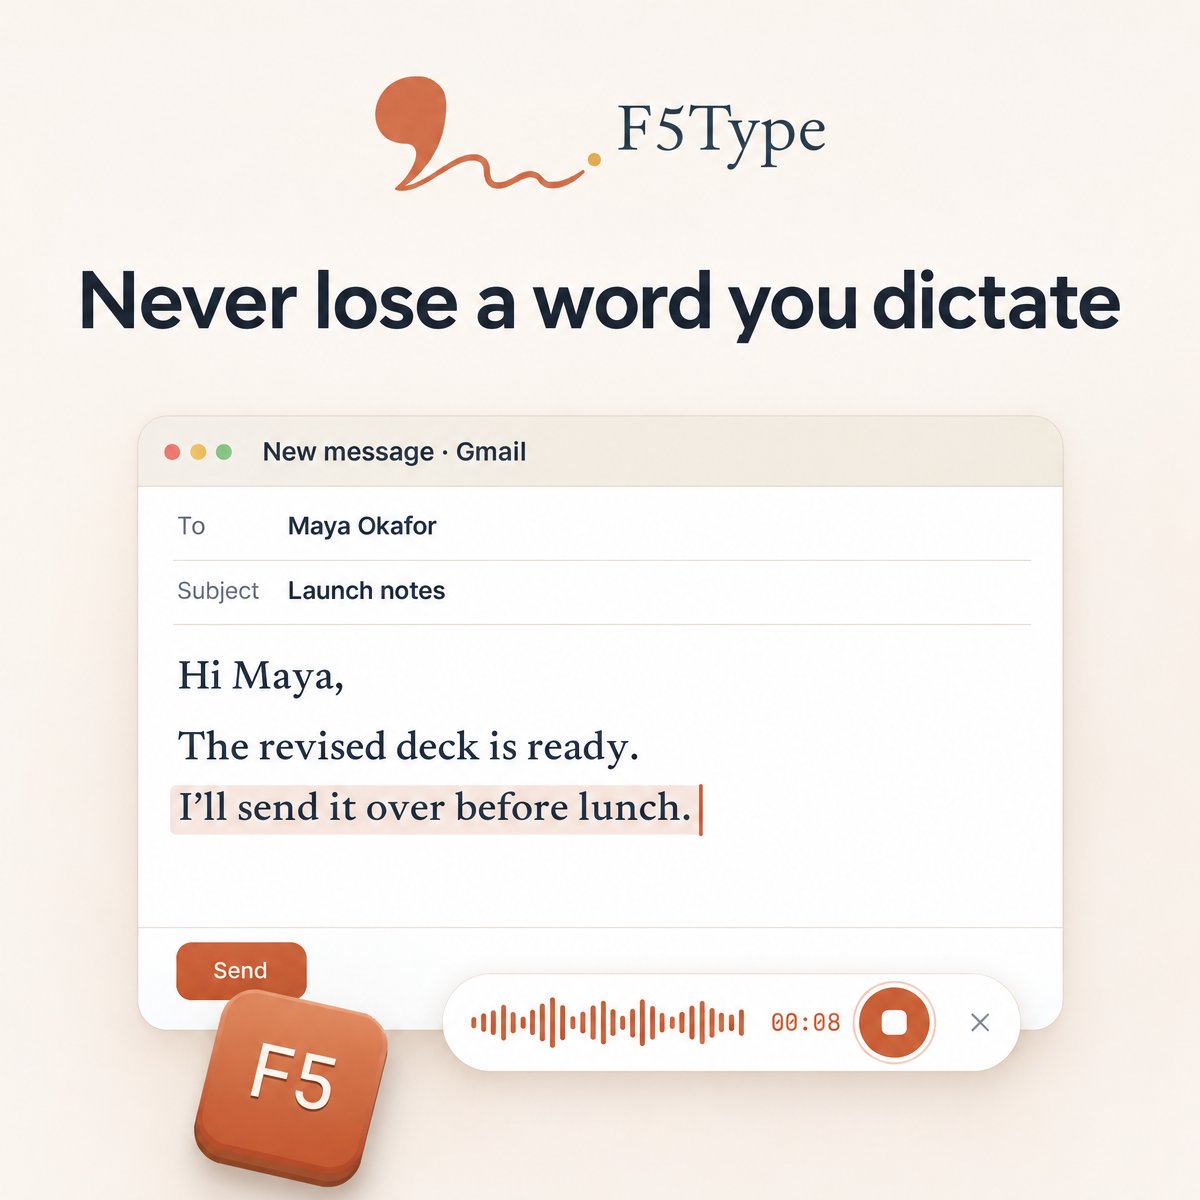 F5Type
Never lose a word you dictate
New message · Gmail
To Maya Okafor
Subject Launch notes
Hi Maya,
The revised deck is ready.
I’ll send it over before lunch.
Send
00:08
F5